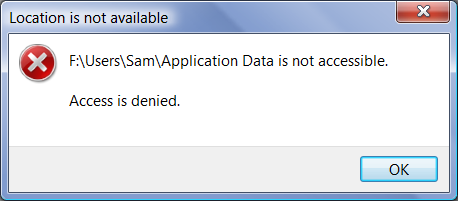 Location is not available
F:\Users\Sam\Application Data is not accessible.
Access is denied.
OK